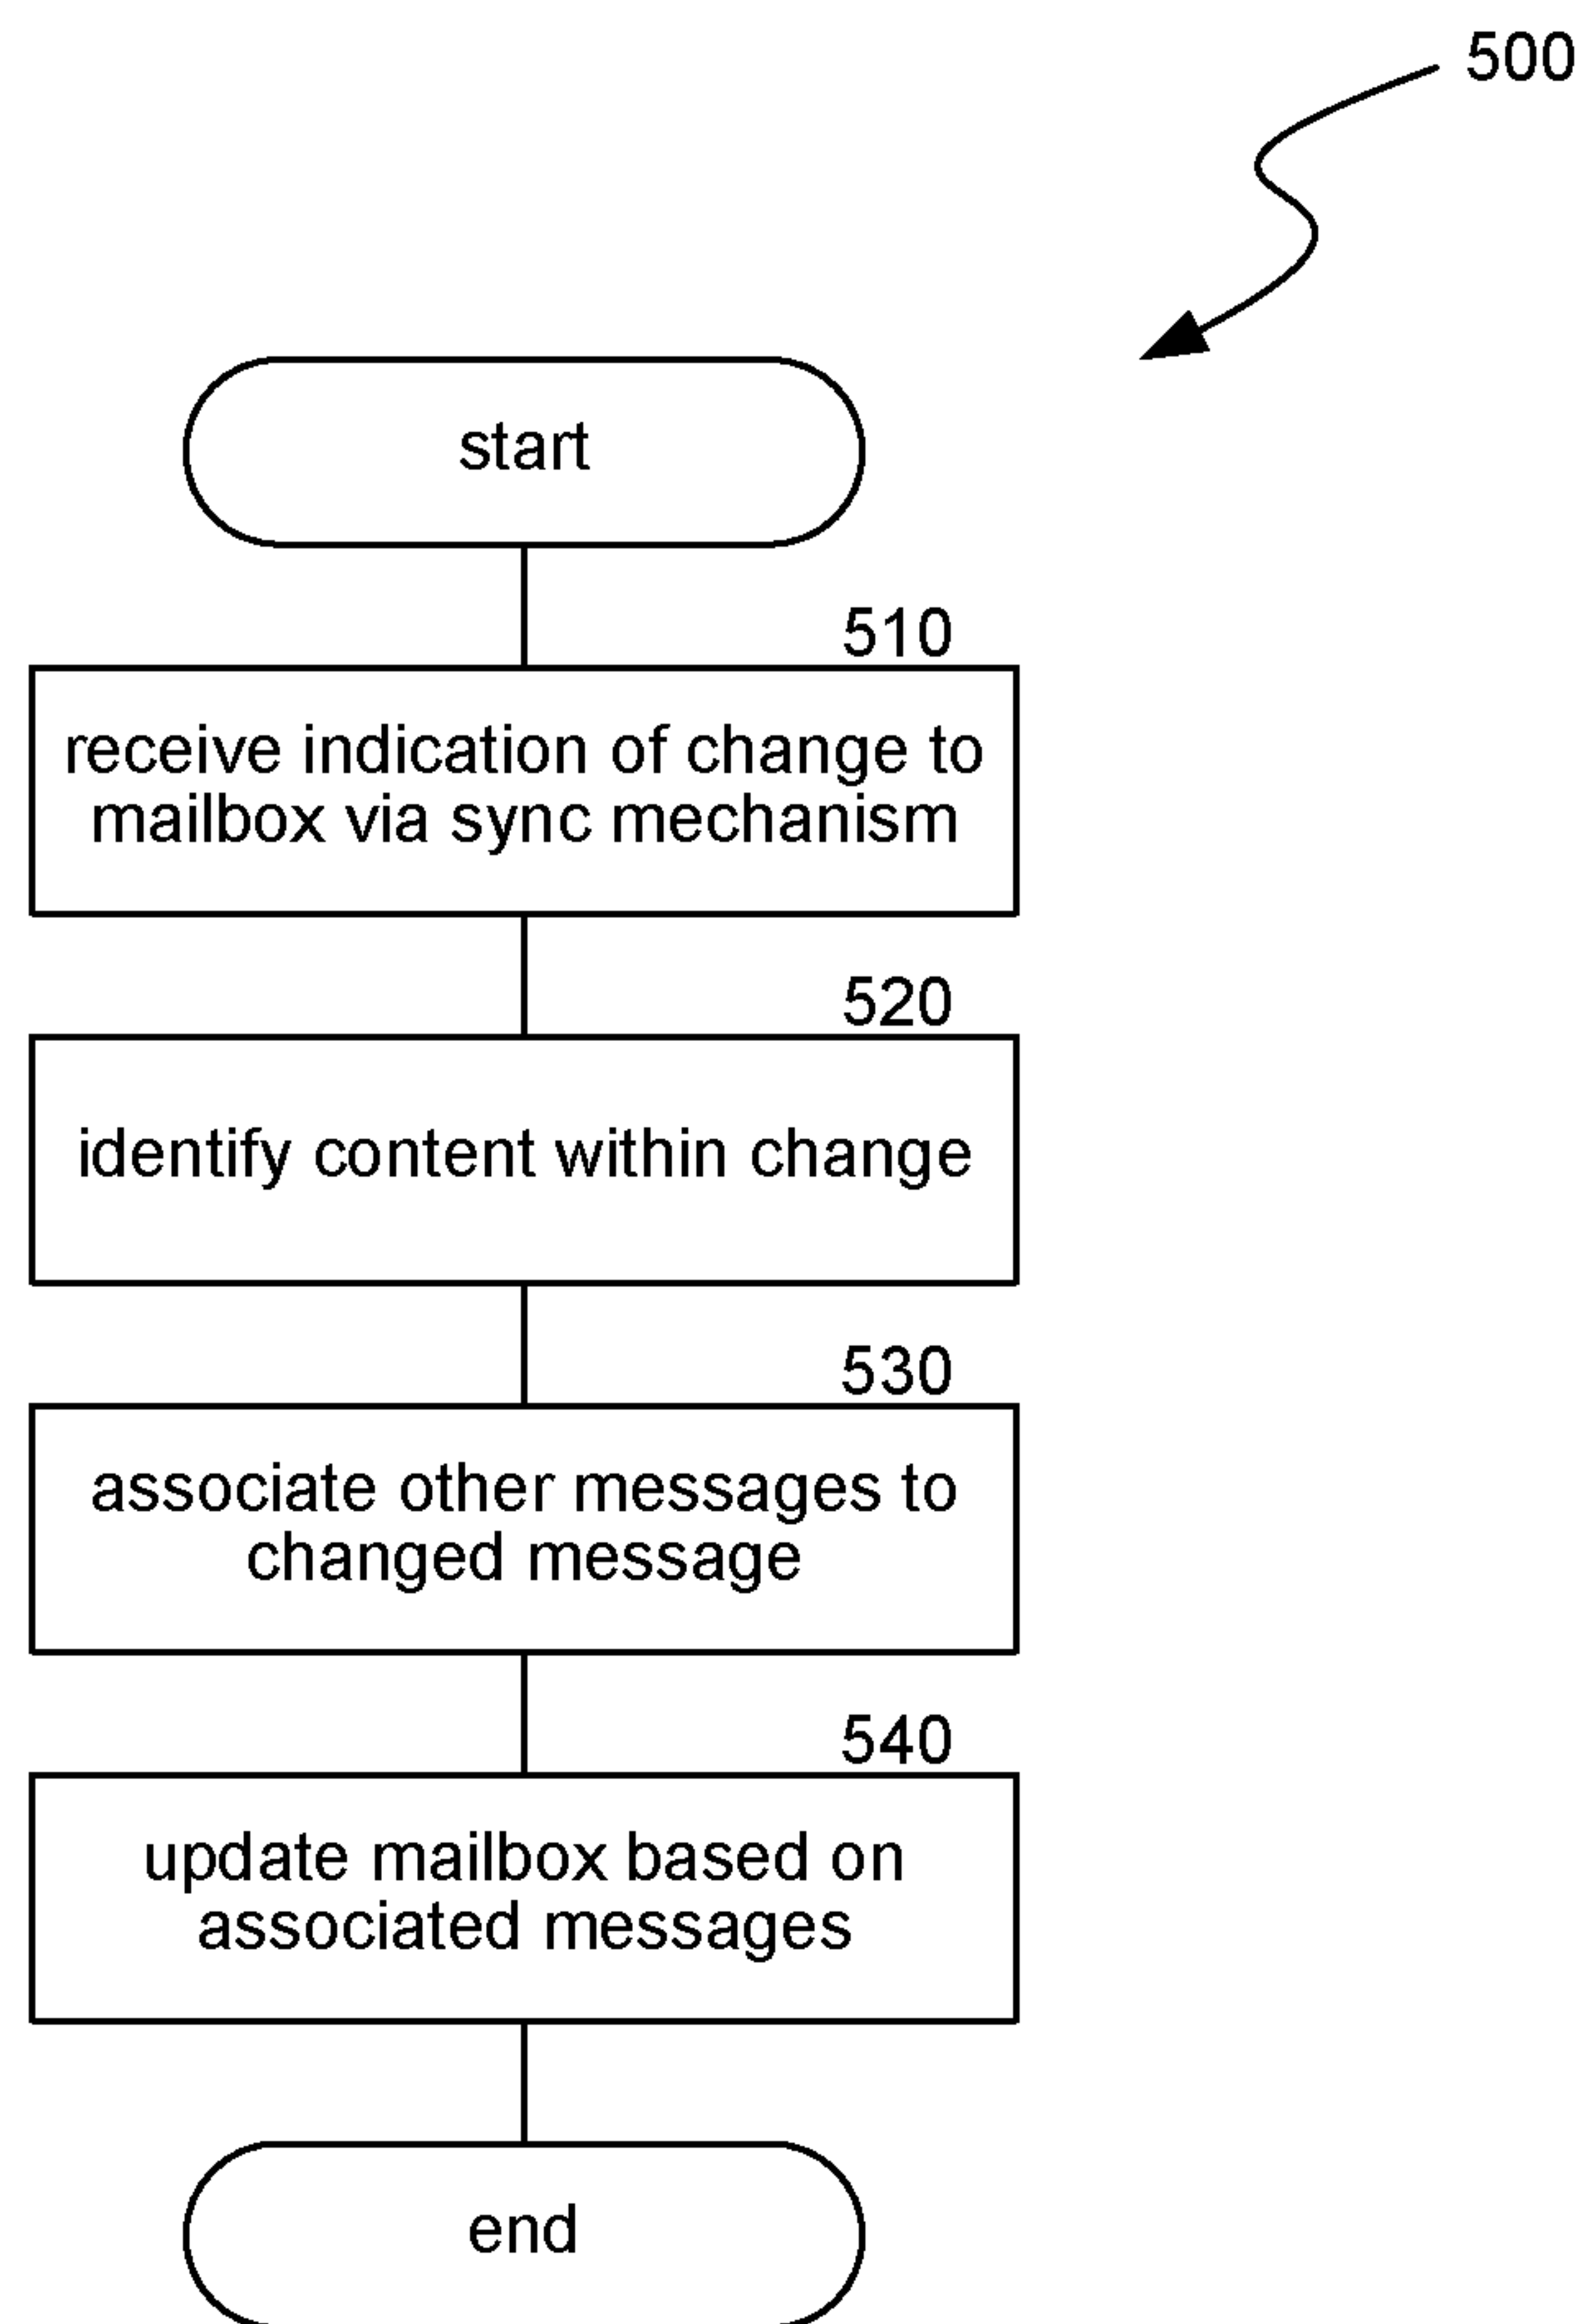 500
start
510
receive indication of change to
mailbox via sync mechanism
520
identify content within change
530
associate other messages to
changed message
540
update mailbox based on
associated messages
end